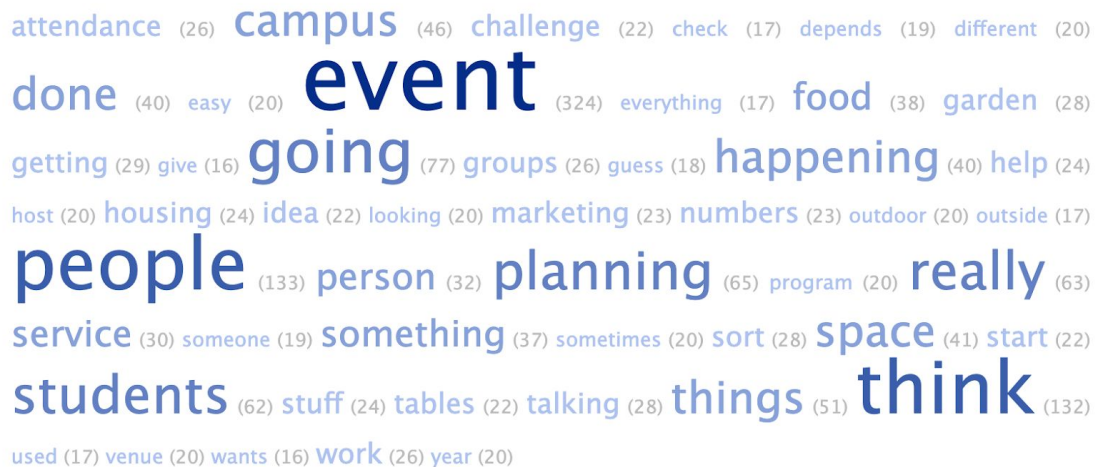 attendance (26) campus (46) challenge (22) check (17) depends (19) different (20)
done (40) easy (20) event (324) everything (17) food (38) garden (28)
getting (29) give (16) going (77) groups (26) guess (18) happening (40) help (24)
host (20) housing (24) idea (22) looking (20) marketing (23) numbers (23) outdoor (20) outside (17)
people (133) person (32) planning (65) program (20) really (63)
service (30) someone (19) something (37) sometimes (20) sort (28) space (41) start (22)
students (62) stuff (24) tables (22) talking (28) things (51) think (132)
used (17) venue (20) wants (16) work (26) year (20)